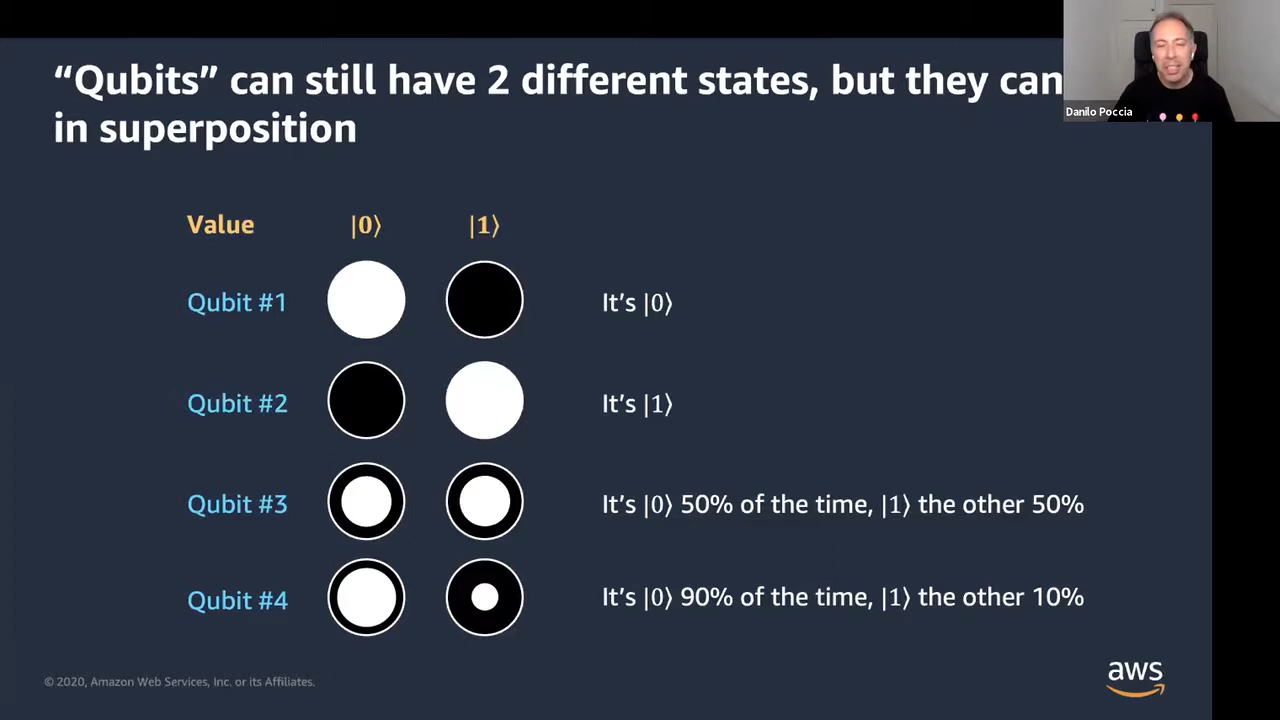 “Qubits” can still have 2 different states, but they can
in superposition
Danilo Poccia
Value |0⟩ |1⟩
Qubit #1 It’s |0⟩
Qubit #2 It’s |1⟩
Qubit #3 It’s |0⟩ 50% of the time, |1⟩ the other 50%
Qubit #4 It’s |0⟩ 90% of the time, |1⟩ the other 10%
© 2020, Amazon Web Services, Inc. or its Affiliates.
aws